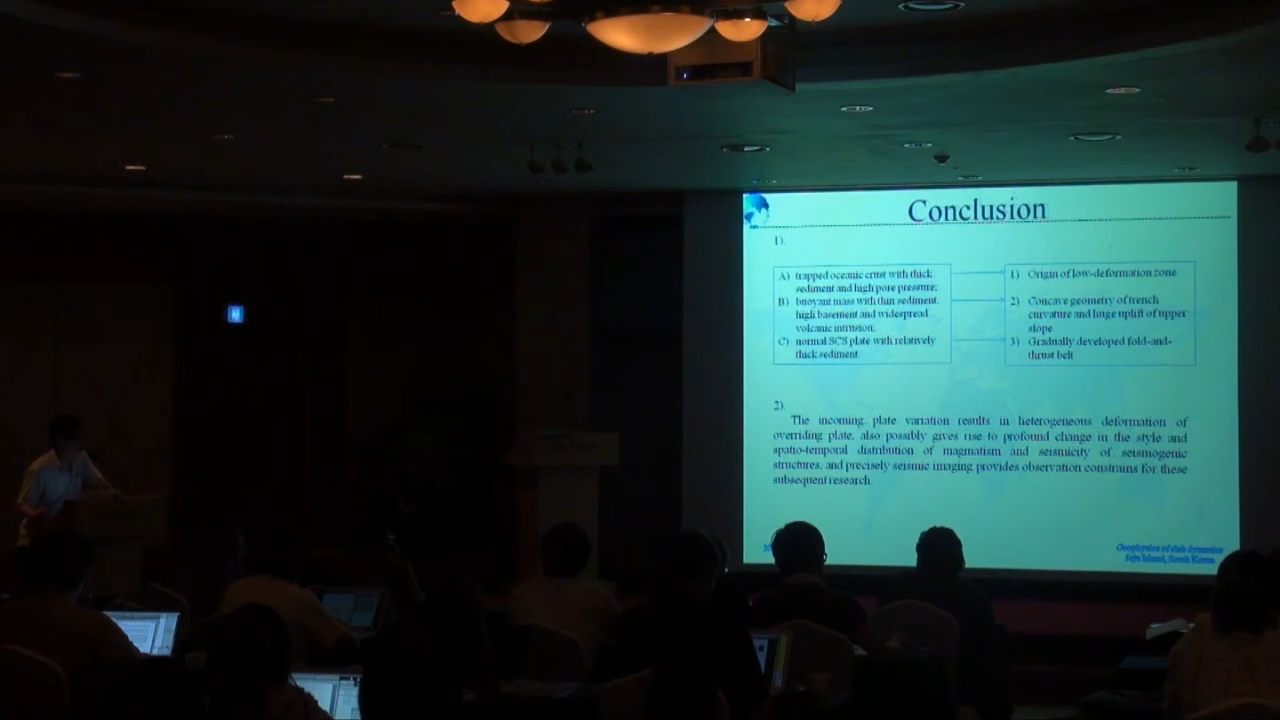 Conclusion
1).
A) trapped oceanic crust with thick
sediment and high pore pressure;
B) buoyant mass with thin sediment,
high basement and widespread
volcanic intrusion;
C) normal SCS plate with relatively
thick sediment.
1) Origin of low-deformation zone
2) Concave geometry of trench
curvature and huge uplift of upper
slope
3) Gradually developed fold-and-
thrust belt
2).
The incoming plate variation results in heterogeneous deformation of
overriding plate, also possibly gives rise to profound change in the style and
spatio-temporal distribution of magmatism and seismicity of seismogenic
structures, and precisely seismic imaging provides observation constrains for these
subsequent research.
Geophysics of slab dynamics
Jeju Island, South Korea